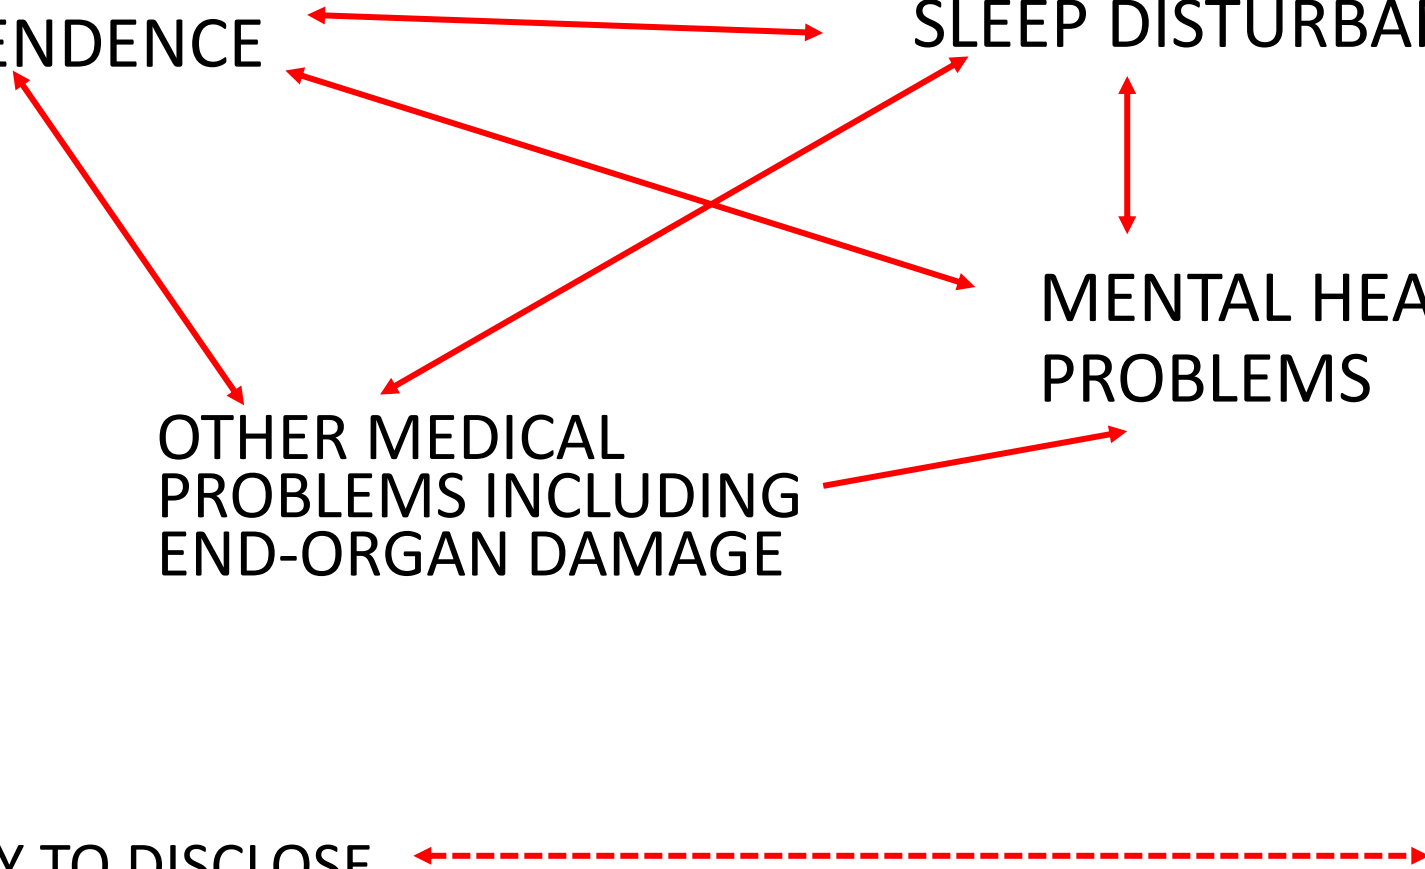 ENDENCE
SLEEP DISTURBA
MENTAL HEA
PROBLEMS
OTHER MEDICAL
PROBLEMS INCLUDING
END-ORGAN DAMAGE
Y TO DISCLOSE